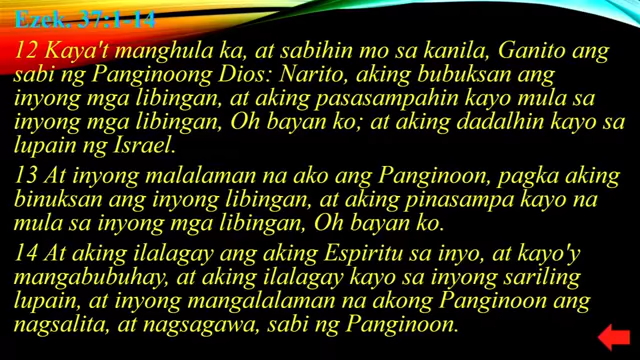 Ezek. 37:1-14
12 Kaya't manghula ka, at sabihin mo sa kanila, Ganito ang
sabi ng Panginoong Dios: Narito, aking bubuksan ang
inyong mga libingan, at aking pasasampahin kayo mula sa
inyong mga libingan, Oh bayan ko; at aking dadalhin kayo sa
lupain ng Israel.
13 At inyong malalaman na ako ang Panginoon, pagka aking
binuksan ang inyong libingan, at aking pinasampa kayo na
mula sa inyong mga libingan, Oh bayan ko.
14 At aking ilalagay ang aking Espiritu sa inyo, at kayo'y
mangabubuhay, at aking ilalagay kayo sa inyong sariling
lupain, at inyong mangalalaman na akong Panginoon ang
nagsalita, at nagsagawa, sabi ng Panginoon.